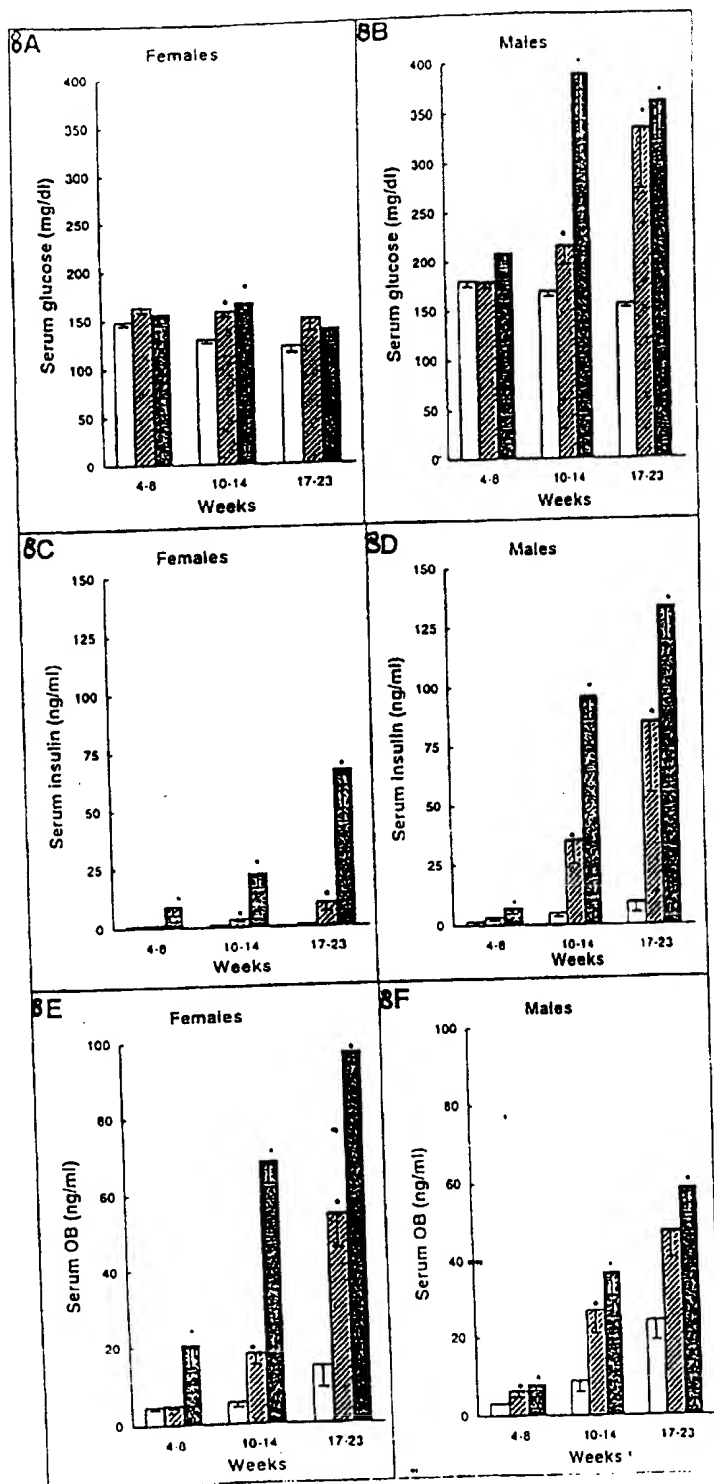 8A
Females
Serum glucose (mg/dl)
400
350
300
250
200
150
100
50
0
4-8
10-14
17-23
Weeks
8B
Males
Serum glucose (mg/dl)
400
350
300
250
200
150
100
50
0
4-8
10-14
17-23
Weeks
8C
Females
Serum insulin (ng/ml)
150
125
100
75
50
25
0
4-8
10-14
17-23
Weeks
8D
Males
Serum insulin (ng/ml)
150
125
100
75
50
25
0
4-8
10-14
17-23
Weeks
8E
Females
Serum OB (ng/ml)
100
80
60
40
20
0
4-8
10-14
17-23
Weeks
8F
Males
Serum OB (ng/ml)
100
80
60
40
20
0
4-8
10-14
17-23
Weeks